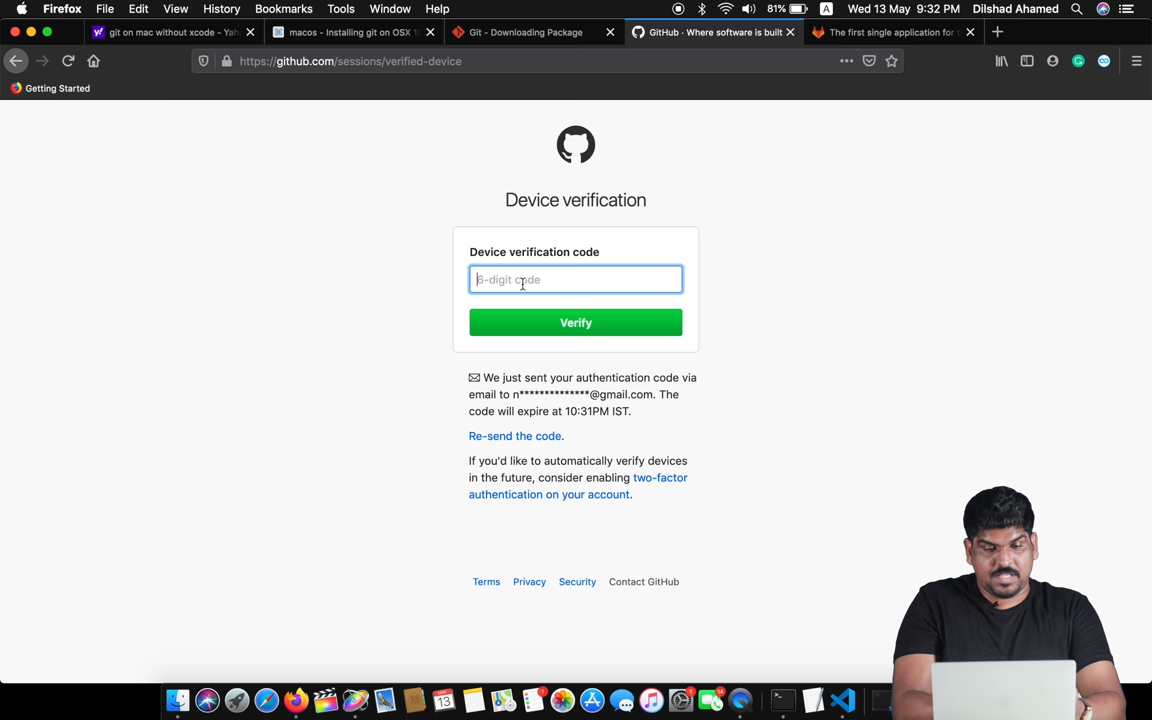 Firefox File Edit View History Bookmarks Tools Window Help 81% A Wed 13 May 9:32 PM Dilshad Ahamed
git on mac without xcode - Yah macos - Installing git on OSX 1 Git - Downloading Package GitHub · Where software is built The first single application for
https://github.com/sessions/verified-device
Getting Started
Device verification
Device verification code
6-digit code
Verify
We just sent your authentication code via
email to n**************@gmail.com. The
code will expire at 10:31PM IST.
Re-send the code.
If you'd like to automatically verify devices
in the future, consider enabling two-factor
authentication on your account.
Terms Privacy Security Contact GitHub